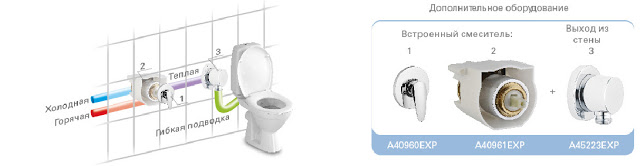 2
3
Теплая
1
Холодная
Горячая
Гибкая подводка
Дополнительное оборудование
Встроенный смеситель:
Выход из
стены
1
2
3
+
A40960EXP
A40961EXP
A45223EXP